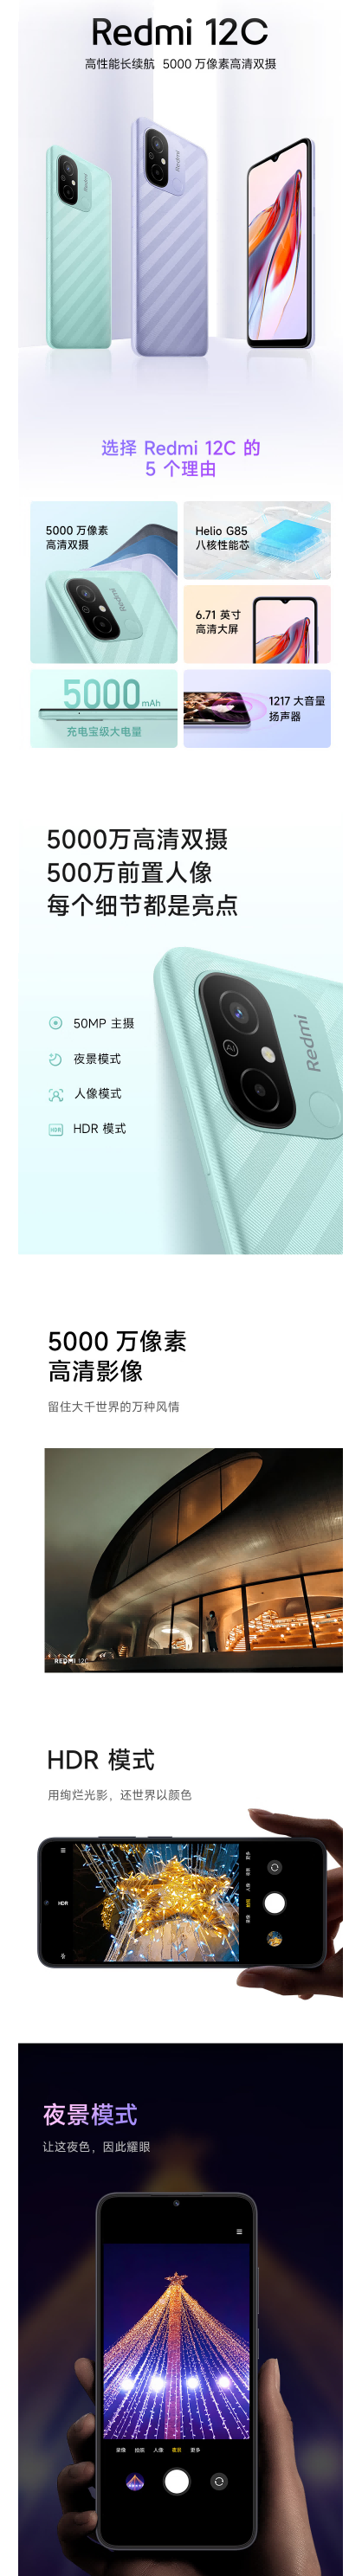 Redmi 12C
高性能长续航 5000 万像素高清双摄
Redmi
选择 Redmi 12C 的
5 个理由
5000 万像素
高清双摄
Redmi
Helio G85
八核性能芯
6.71 英寸
高清大屏
5000mAh
充电宝级大电量
1217 大音量
扬声器
5000万高清双摄
500万前置人像
每个细节都是亮点
50MP 主摄
夜景模式
人像模式
HDR HDR 模式
AI
Redmi
5000 万像素
高清影像
留住大千世界的万种风情
REDMI 12C
HDR 模式
用绚烂光影，还世界以颜色
HDR
夜景模式
让这夜色，因此耀眼
录像 拍照 人像 夜景 更多